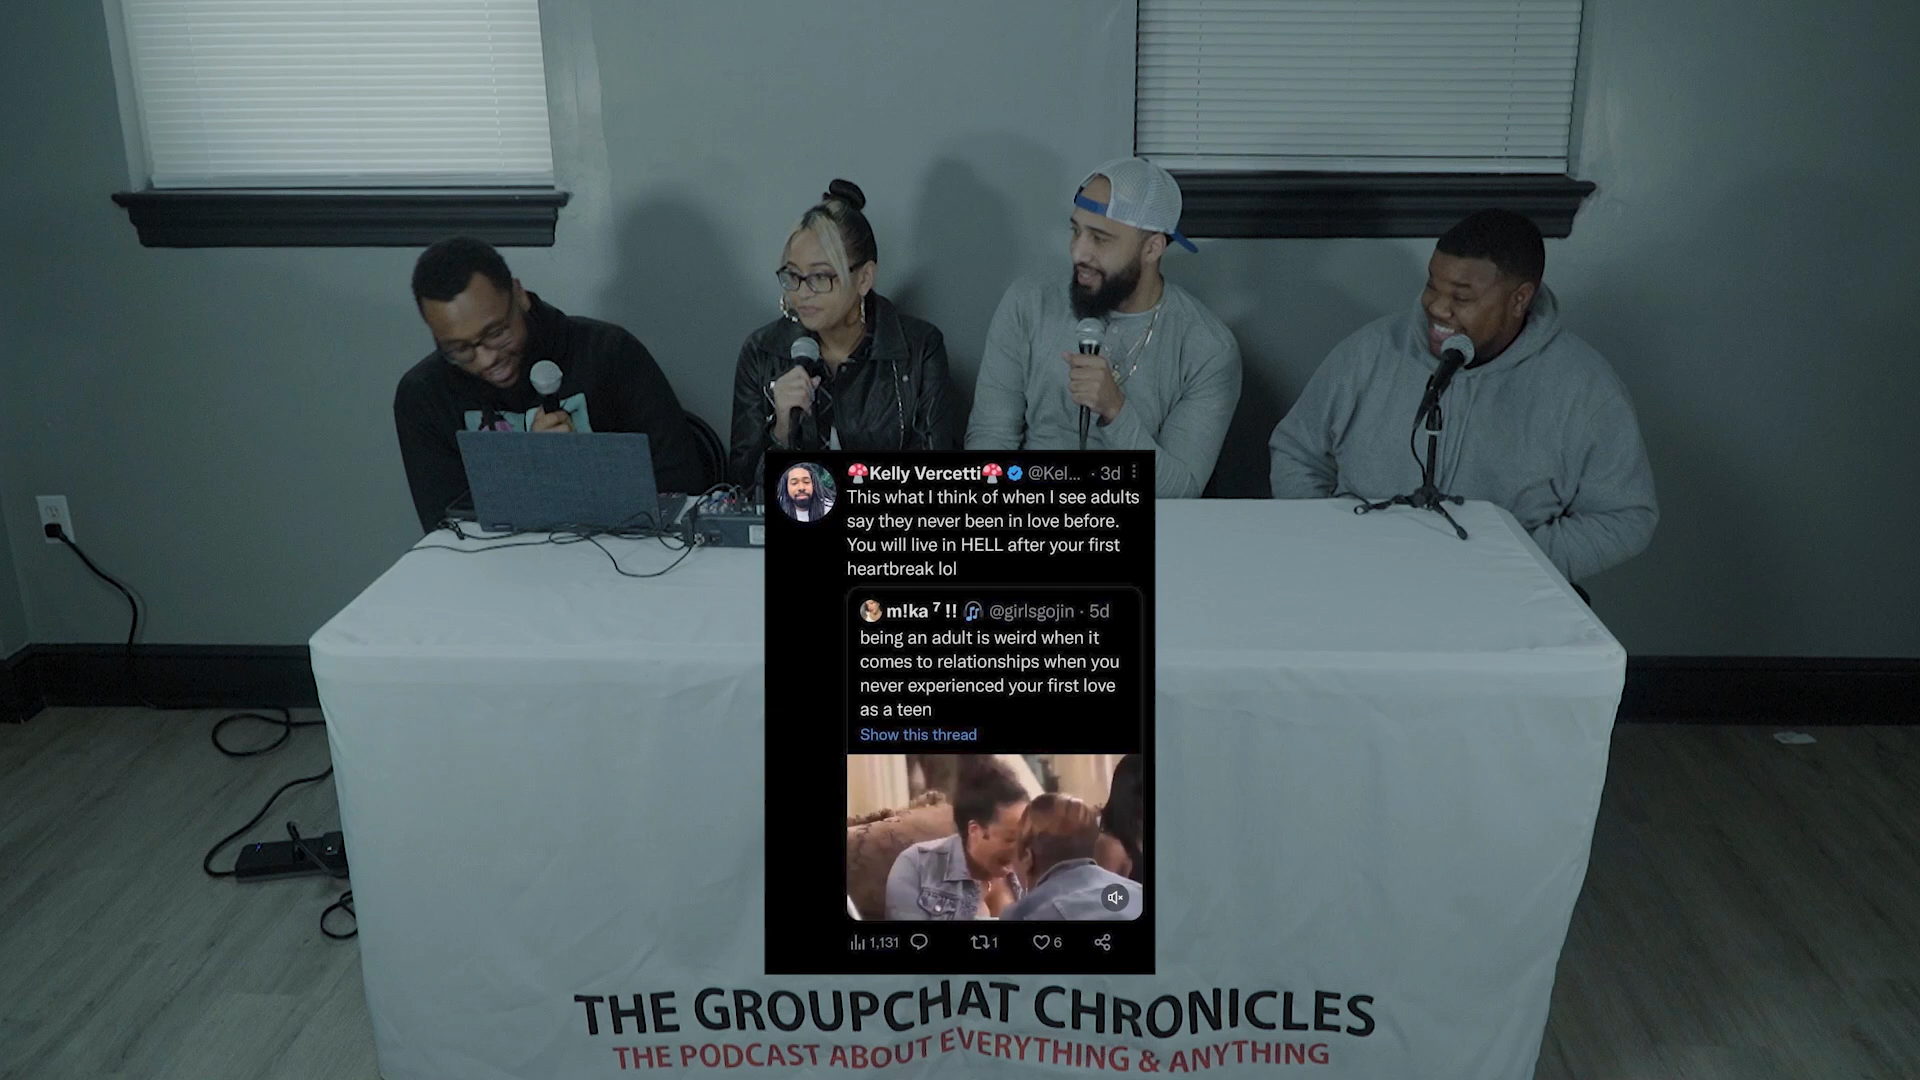 🍄Kelly Vercetti🍄 @Kel... · 3d
This what I think of when I see adults
say they never been in love before.
You will live in HELL after your first
heartbreak lol
m!ka ⁷ !! @girlsgojin · 5d
being an adult is weird when it
comes to relationships when you
never experienced your first love
as a teen
Show this thread
1,131 1 6
THE GROUPCHAT CHRONICLES
THE PODCAST ABOUT EVERYTHING & ANYTHING